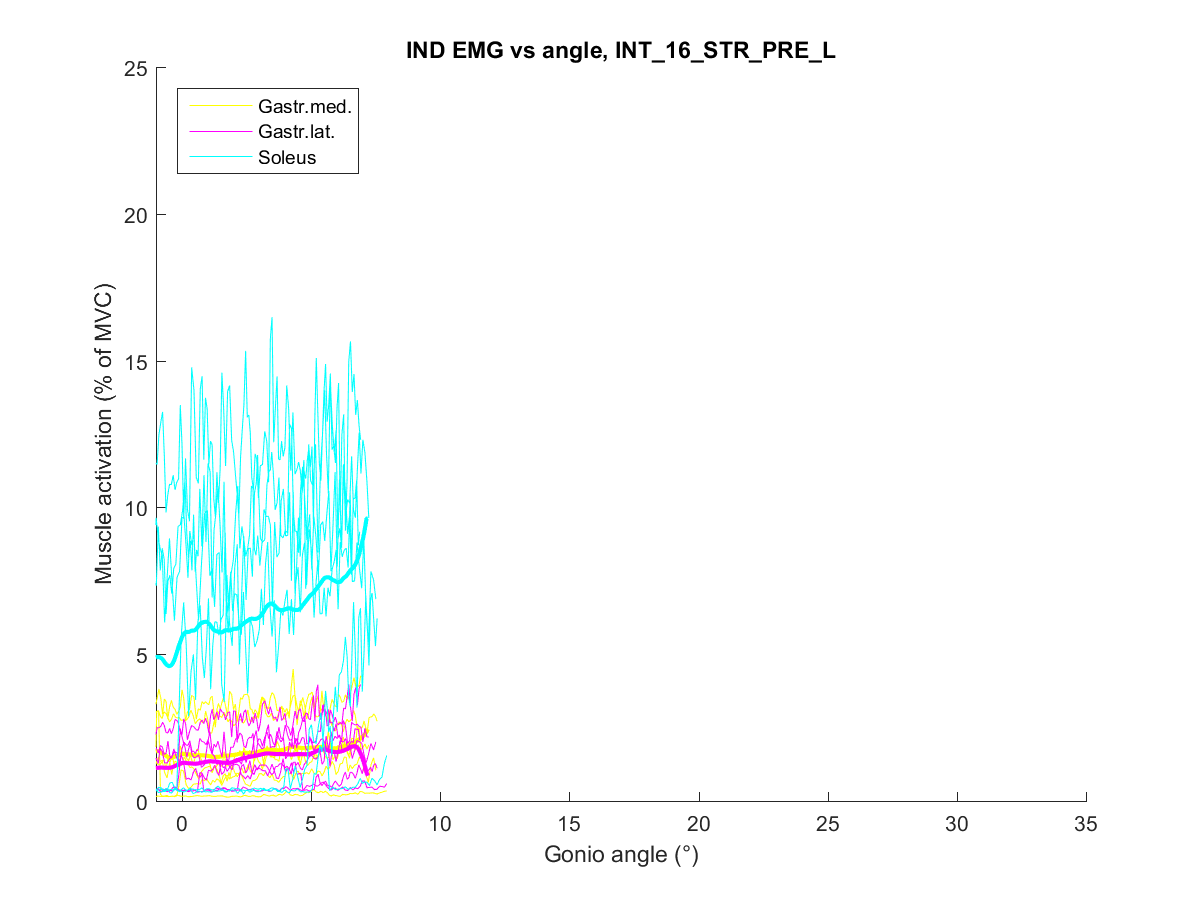 IND EMG vs angle, INT_16_STR_PRE_L
25
Gastr.med.
Gastr.lat.
Soleus
20
15
10
5
0
Muscle activation (% of MVC)
0 5 10 15 20 25 30 35
Gonio angle (°)